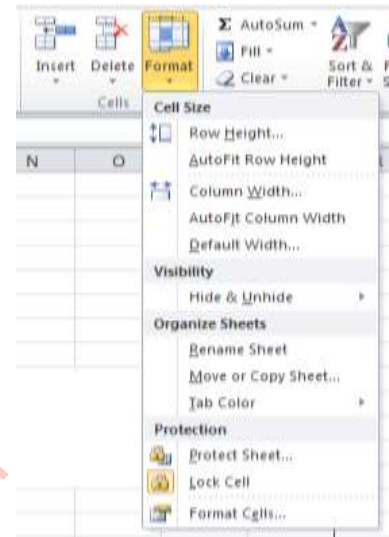 Insert Delete Format
Cells
Σ AutoSum
Fill
Clear
Sort &
Filter
N O
Cell Size
Row Height...
AutoFit Row Height
Column Width...
AutoFit Column Width
Default Width...
Visibility
Hide & Unhide
Organize Sheets
Rename Sheet
Move or Copy Sheet...
Tab Color
Protection
Protect Sheet...
Lock Cell
Format Cells...